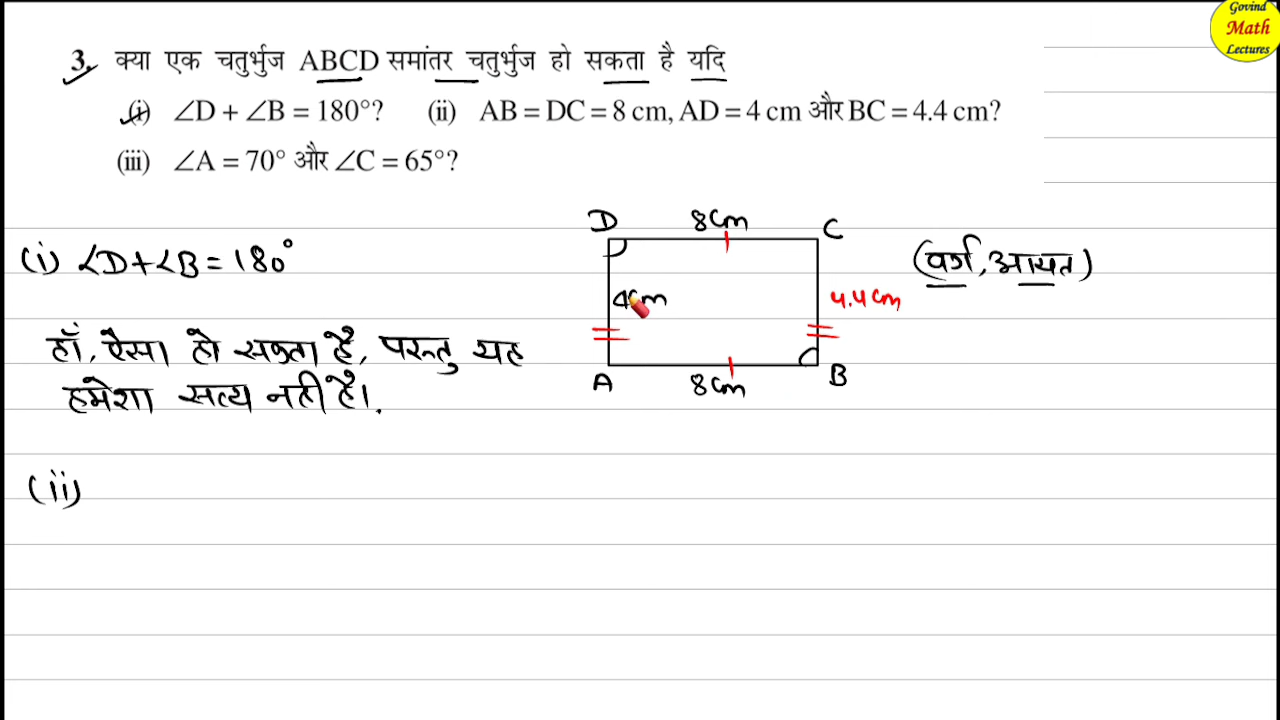 Govind
Math
Lectures
3. क्या एक चतुर्भुज ABCD समांतर चतुर्भुज हो सकता है यदि
(i) ∠D + ∠B = 180°? (ii) AB = DC = 8 cm, AD = 4 cm और BC = 4.4 cm?
(iii) ∠A = 70° और ∠C = 65°?
D 8cm C
(i) ∠D+∠B = 180° (वर्ग, आयत)
4cm 4.4cm
हाँ, ऐसा हो सकता है, परन्तु यह
A 8cm B
हमेशा सत्य नही है।
(ii)